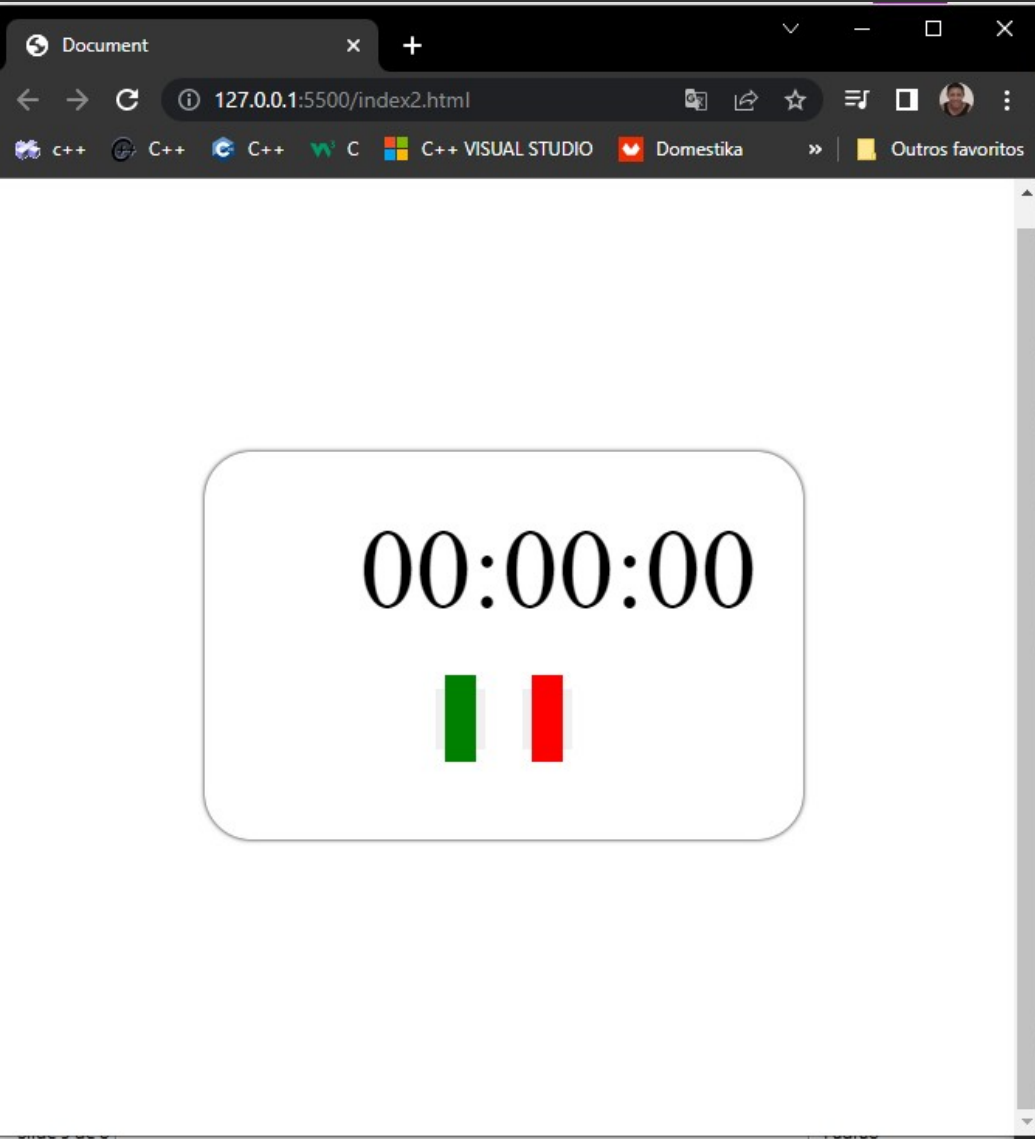 Document
127.0.0.1:5500/index2.html
c++ C++ C++ C C++ VISUAL STUDIO Domestika » Outros favoritos
00:00:00